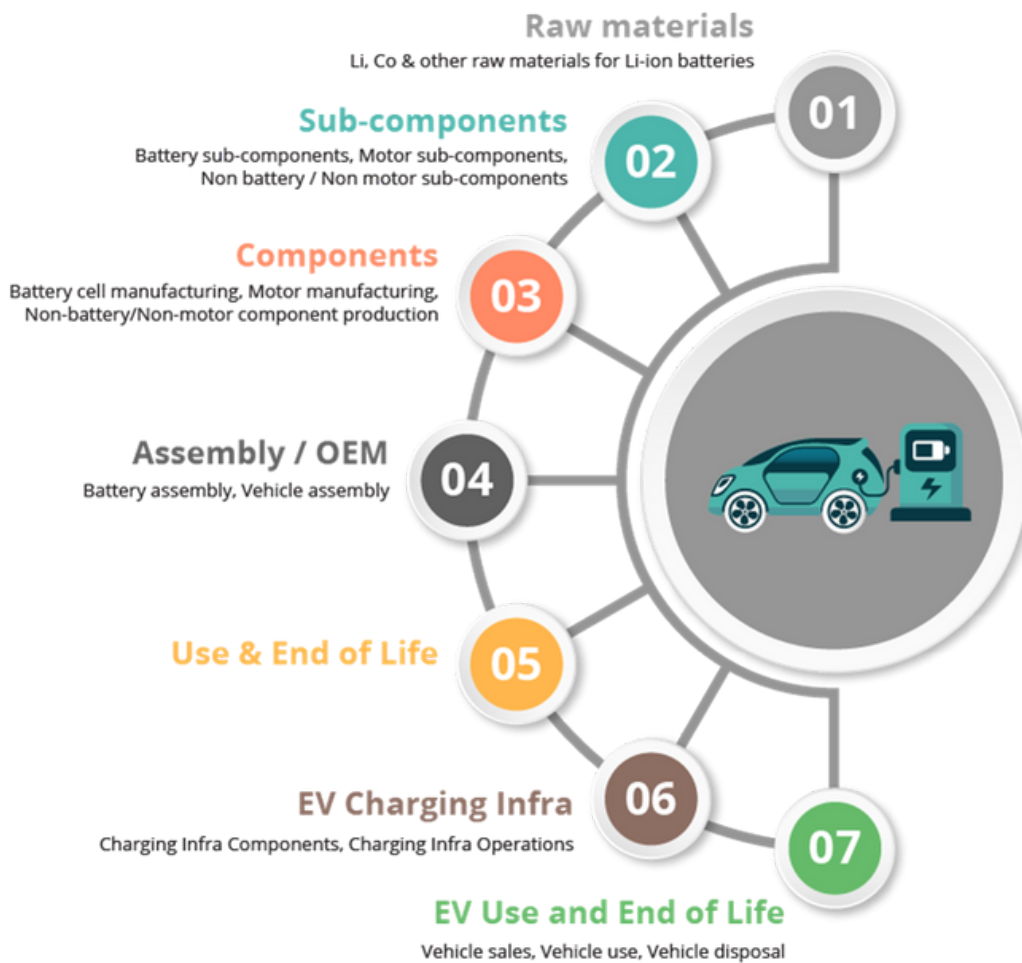 Raw materials
Li, Co & other raw materials for Li-ion batteries
01
Sub-components
Battery sub-components, Motor sub-components,
Non battery / Non motor sub-components
02
Components
Battery cell manufacturing, Motor manufacturing,
Non-battery/Non-motor component production
03
Assembly / OEM
Battery assembly, Vehicle assembly
04
Use & End of Life
05
EV Charging Infra
Charging Infra Components, Charging Infra Operations
06
07
EV Use and End of Life
Vehicle sales, Vehicle use, Vehicle disposal